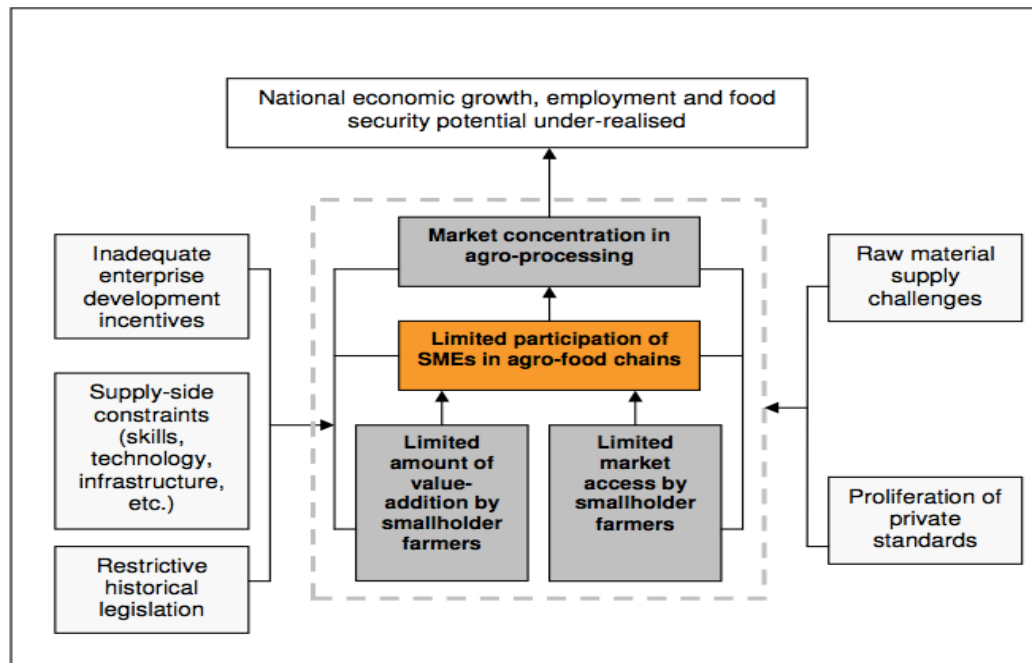 National economic growth, employment and food
security potential under-realised
Market concentration in
agro-processing
Inadequate
enterprise
development
incentives
Raw material
supply
challenges
Limited participation of
SMEs in agro-food chains
Supply-side
constraints
(skills,
technology,
infrastructure,
etc.)
Limited
amount of
value-
addition by
smallholder
farmers
Limited
market
access by
smallholder
farmers
Proliferation of
private
standards
Restrictive
historical
legislation